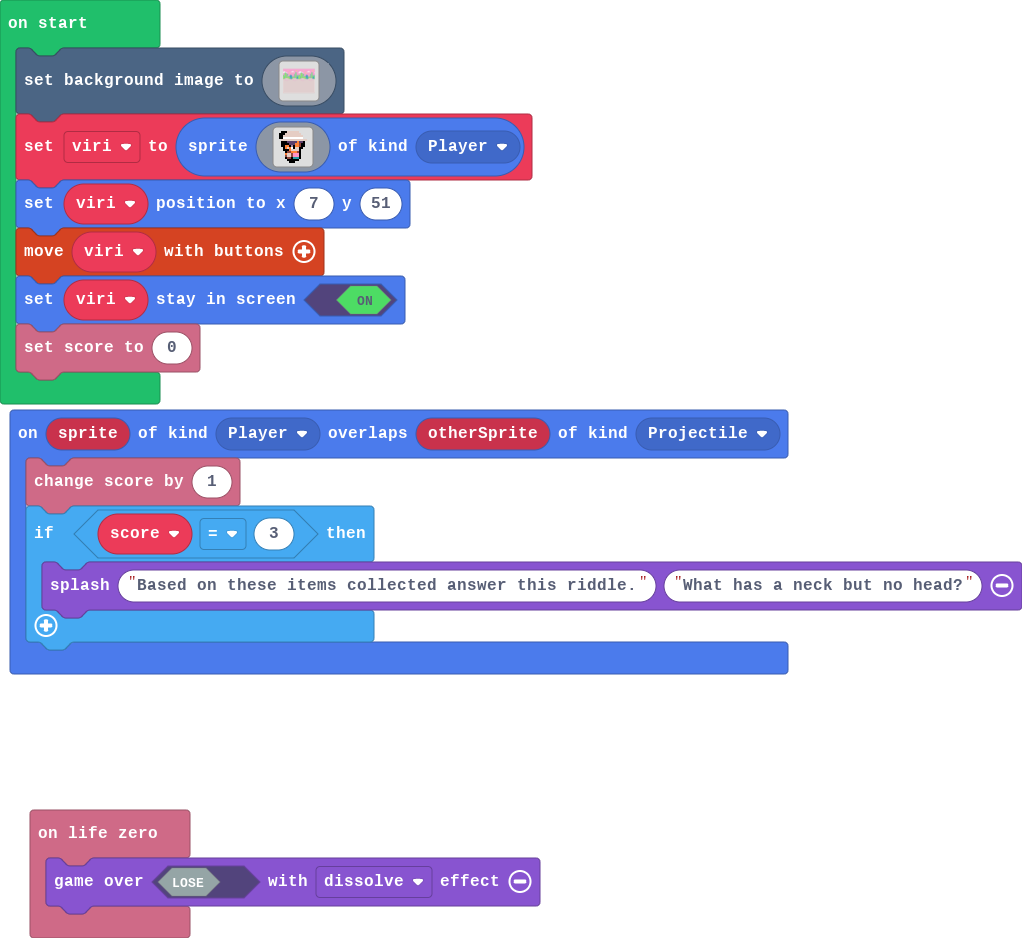 on start
set background image to
set viri to sprite of kind Player
set viri position to x 7 y 51
move viri with buttons
set viri stay in screen ON
set score to 0
on sprite of kind Player overlaps otherSprite of kind Projectile
change score by 1
if score = 3 then
splash "Based on these items collected answer this riddle." "What has a neck but no head?"
on life zero
game over LOSE with dissolve effect